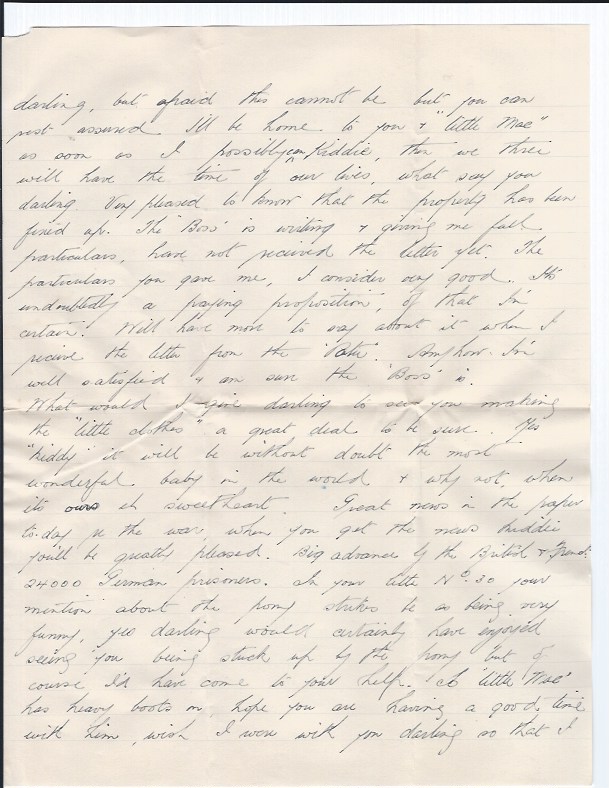 darling, but afraid this cannot be but you can
rest assured I'll be home to you & "little Mac"
as soon as I possibly can Kiddie, then we three
will have the time of our lives, what say you
darling. Very pleased to know that the property has been
fixed up. The 'Boss' is writing & giving me full
particulars, have not received the letter yet. The
particulars you gave me, I consider very good. It's
undoubtedly a "paying proposition", of that I'm
certain. Will have more to say about it when I
receive the letter from the 'Pater'. Anyhow I'm
well satisfied & am sure the 'Boss' is.
What would I give darling to see you making
the "little clothes" a great deal to be sure. Yes
"Kiddy" it will be without doubt the most
wonderful baby in the world & why not, when
its ours eh sweetheart. Great news in the paper
to-day re the war, when you get the news Kiddie
you'll be greatly pleased. Big advance by the British & French
24000 German prisoners. In your letter No. 30 your
mention about the pony strikes me as being very
funny, yes darling would certainly have enjoyed
seeing you being stuck up by the pony but of
course I'd have come to your help. So little 'Mac'
has heavy boots on, hope you are having a good time
with him, wish I were with you darling so that I